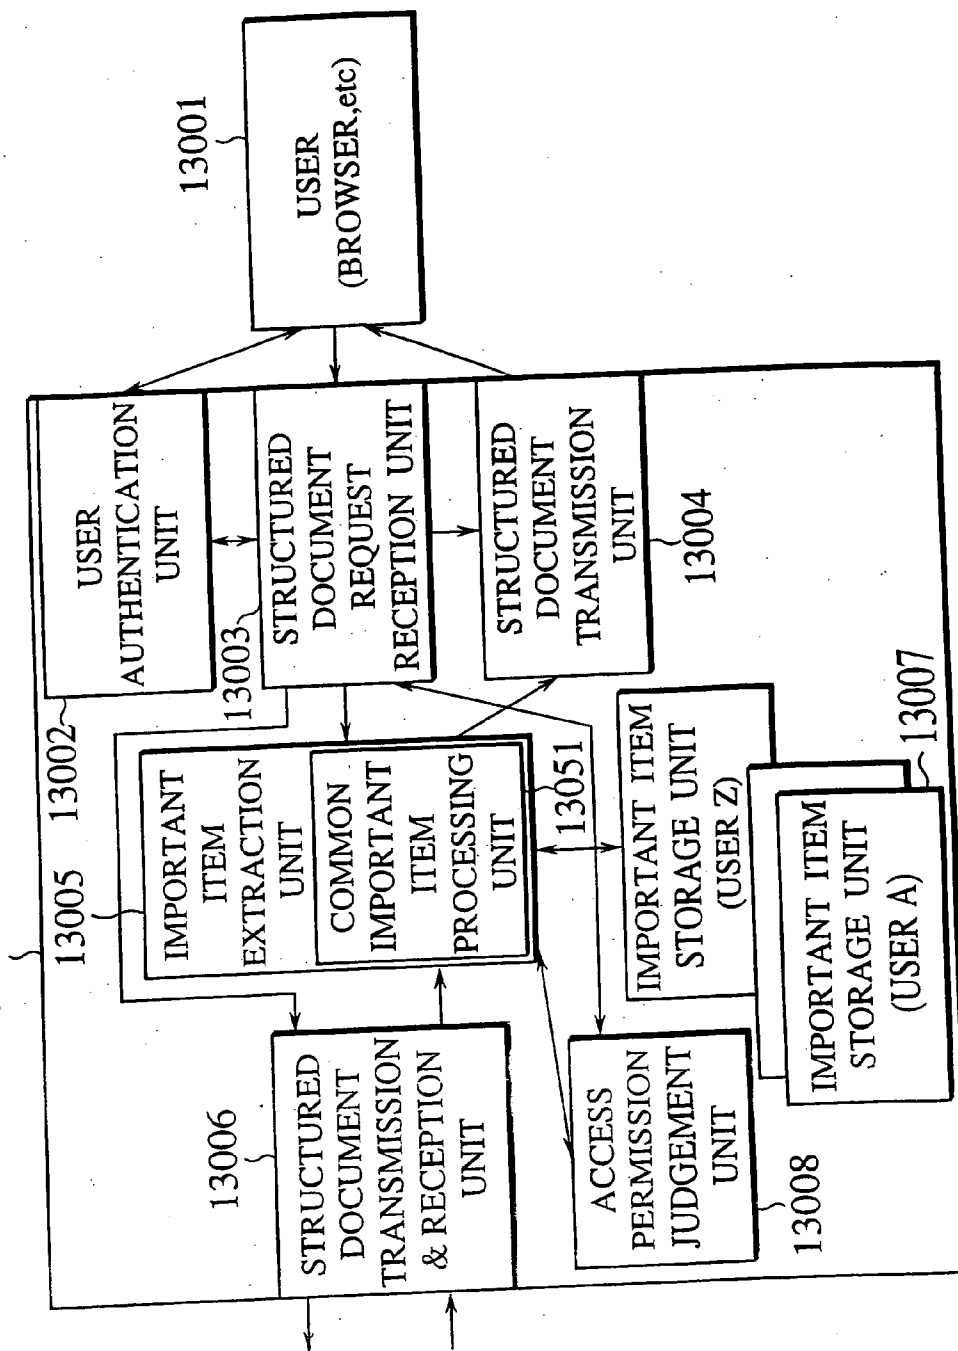 13001
USER
(BROWSER,etc)
USER
AUTHENTICATION
UNIT
13002
13003
STRUCTURED
DOCUMENT
REQUEST
RECEPTION UNIT
STRUCTURED
DOCUMENT
TRANSMISSION
UNIT
13004
13005
IMPORTANT
ITEM
EXTRACTION
UNIT
COMMON
IMPORTANT
ITEM
PROCESSING
UNIT
13051
IMPORTANT ITEM
STORAGE UNIT
(USER Z)
IMPORTANT ITEM
STORAGE UNIT
(USER A)
13007
13006
STRUCTURED
DOCUMENT
TRANSMISSION
& RECEPTION
UNIT
ACCESS
PERMISSION
JUDGEMENT
UNIT
13008